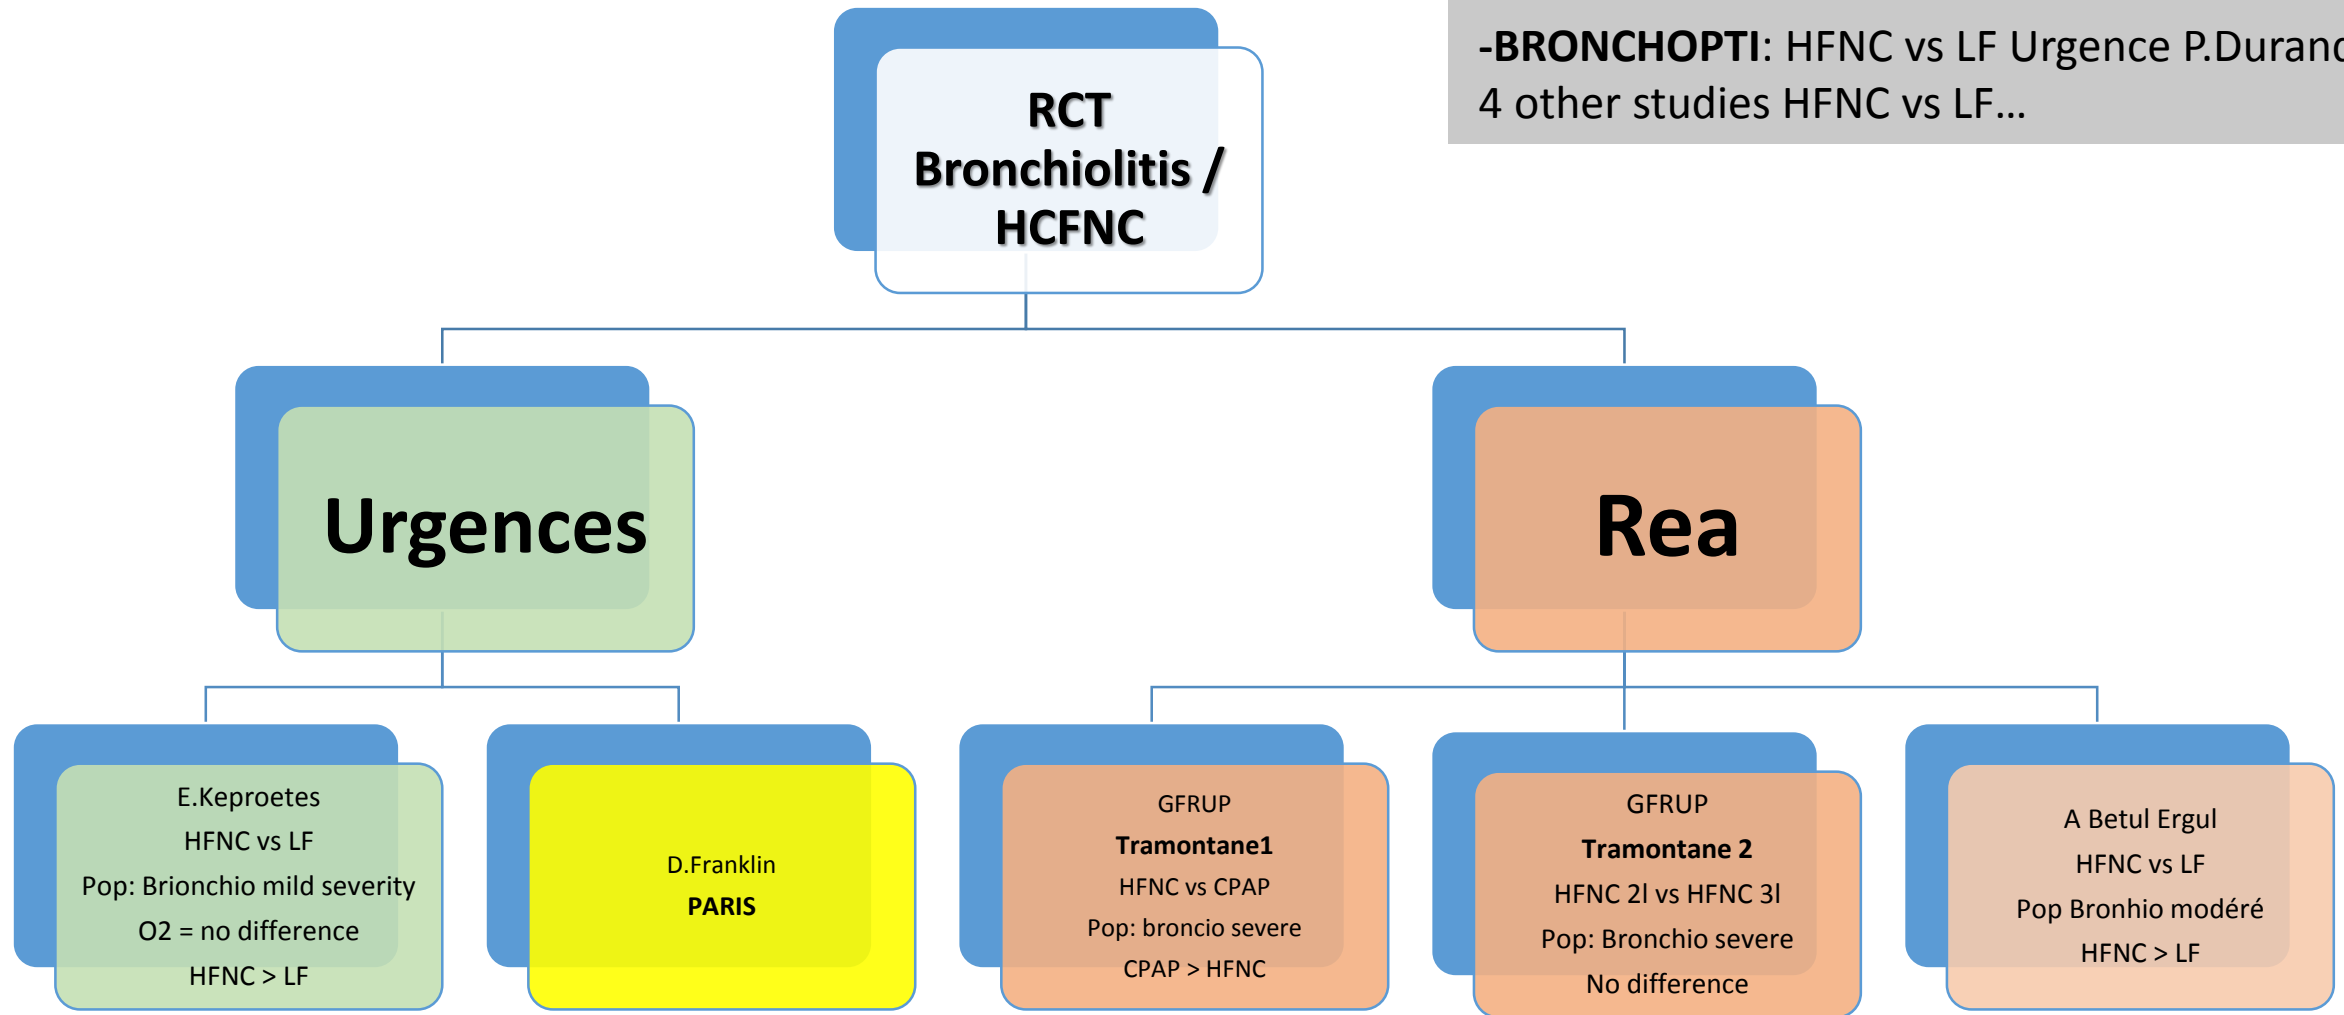 -BRONCHOPTI: HFNC vs LF Urgence P.Durand
4 other studies HFNC vs LF...
RCT
Bronchiolitis /
HCFNC
Urgences
Rea
E.Keproetes
HFNC vs LF
Pop: Brionchio mild severity
O2 = no difference
HFNC > LF
D.Franklin
PARIS
GFRUP
Tramontane1
HFNC vs CPAP
Pop: broncio severe
CPAP > HFNC
GFRUP
Tramontane 2
HFNC 2l vs HFNC 3l
Pop: Bronchio severe
No difference
A Betul Ergul
HFNC vs LF
Pop Bronhio modéré
HFNC > LF